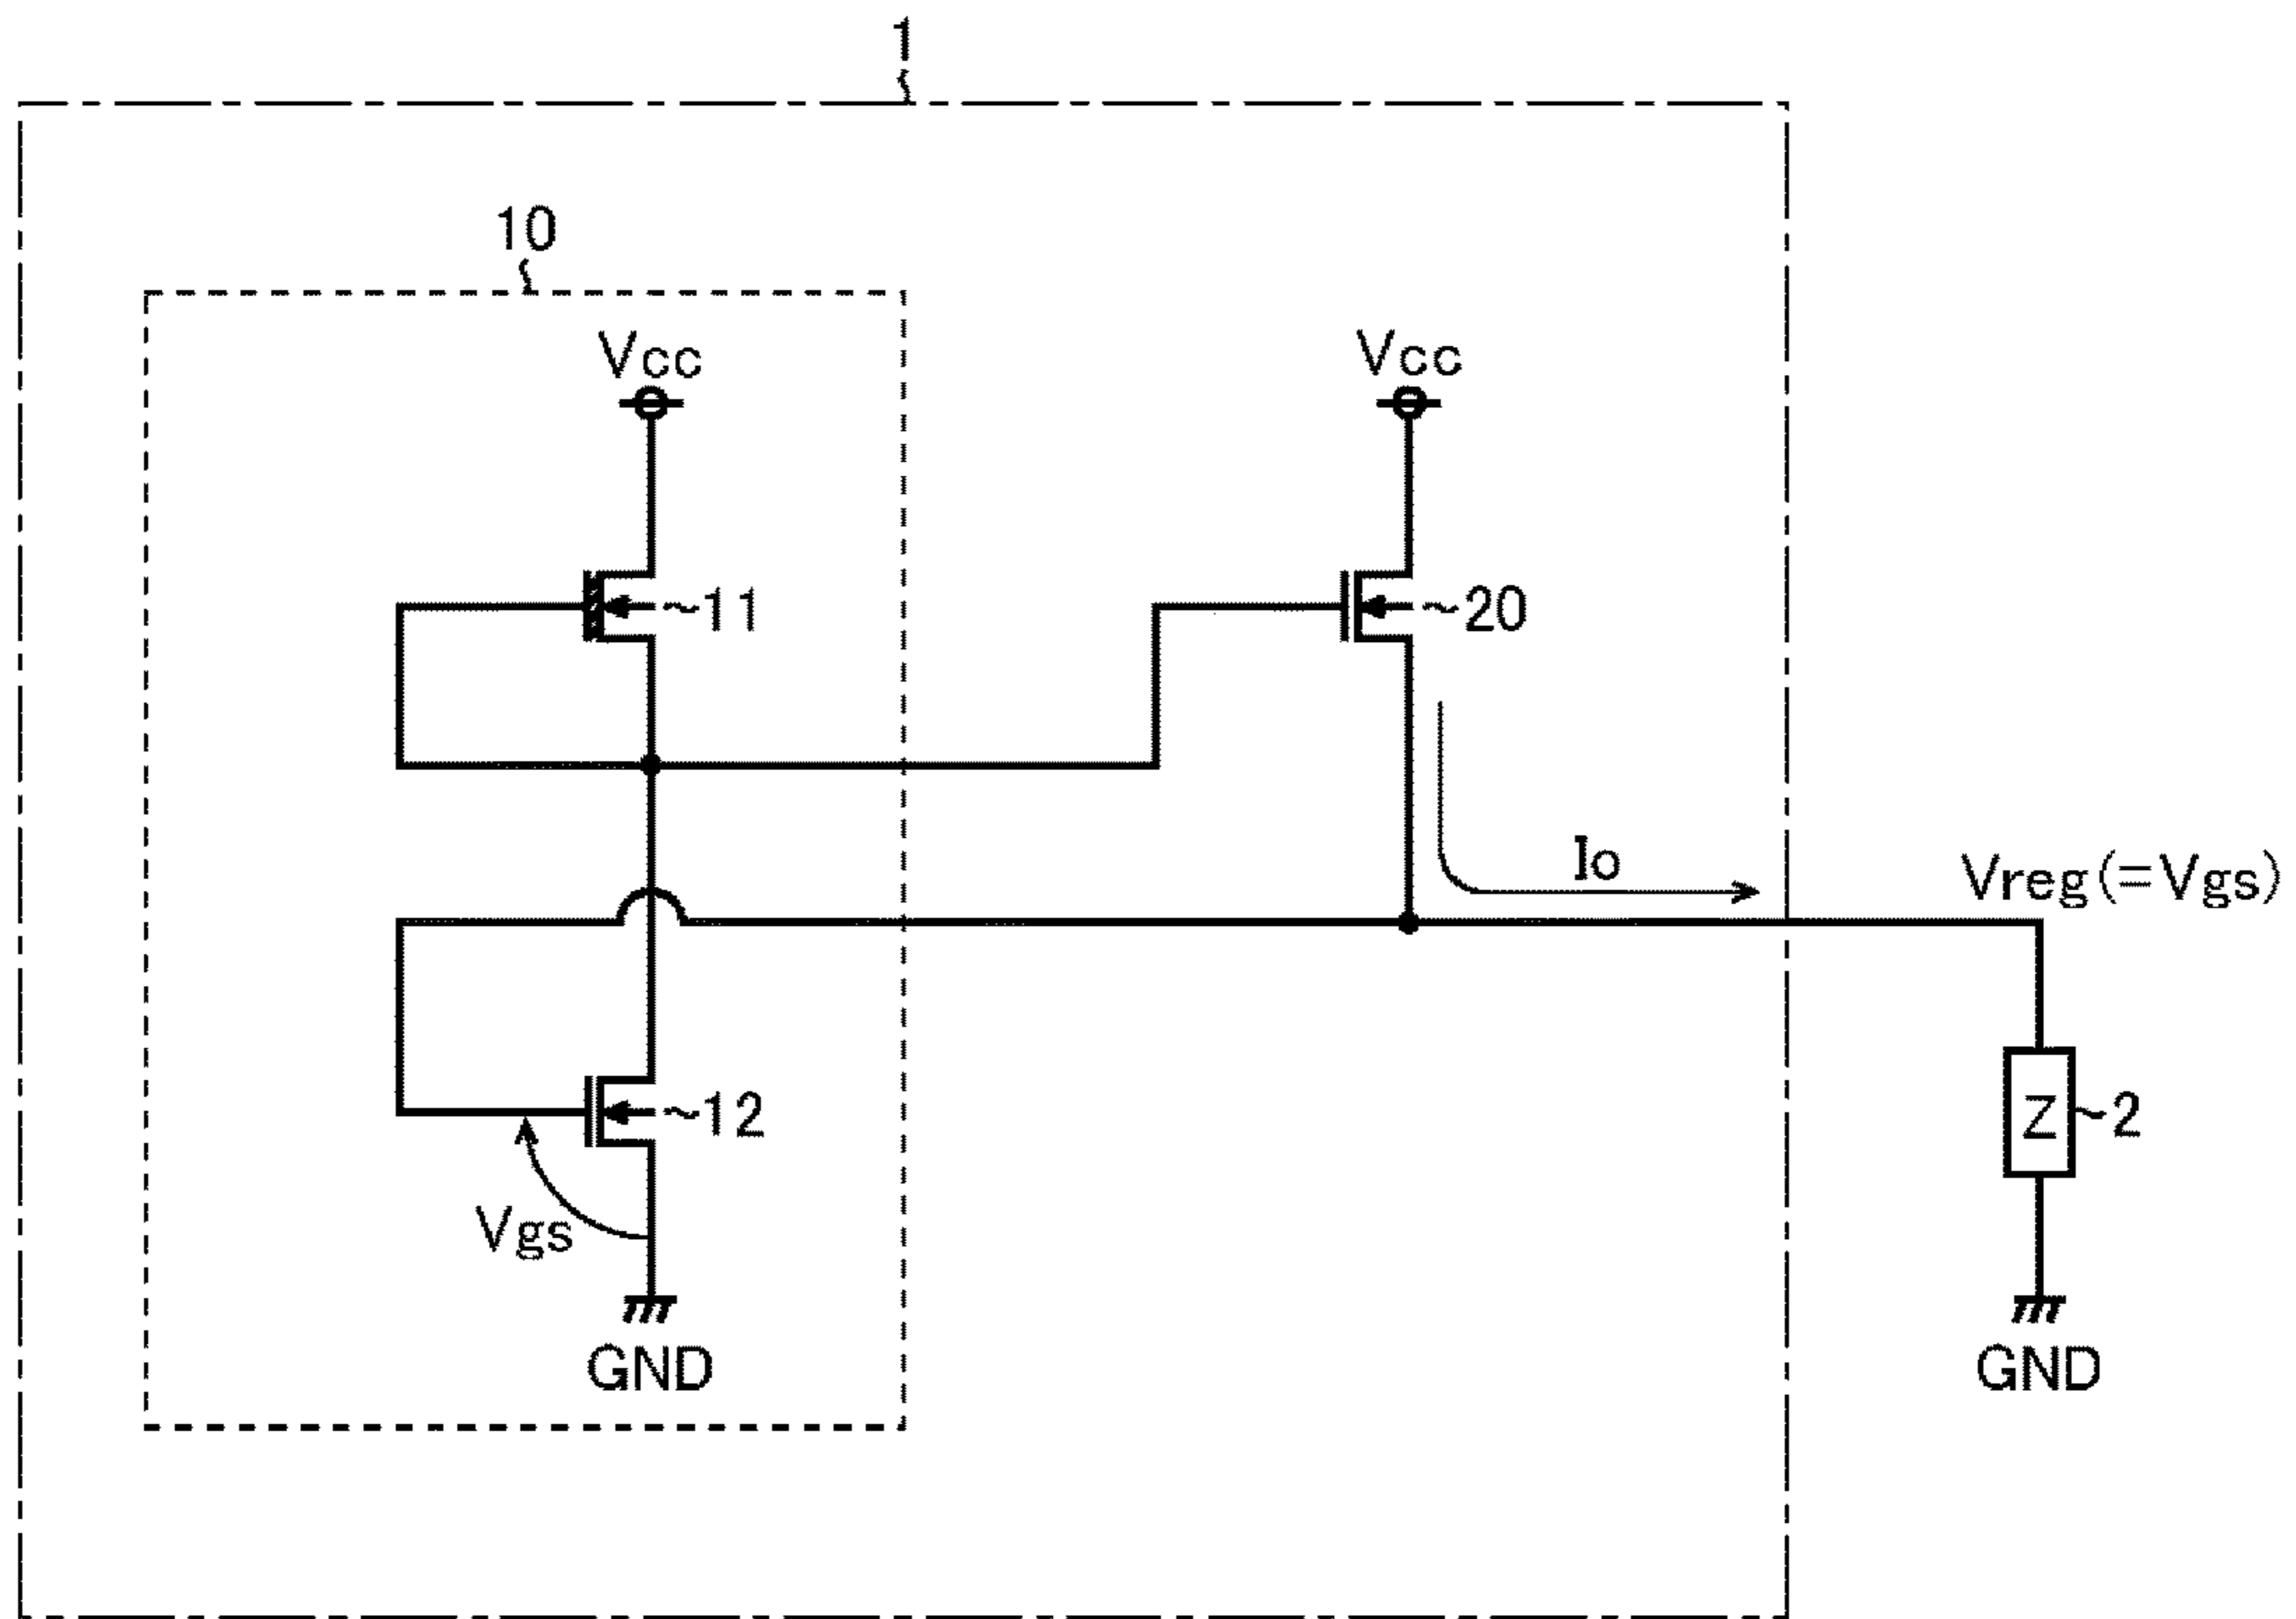 1
10
Vcc
Vcc
~11
~20
Io
Vreg(=Vgs)
~12
Z
~2
Vgs
GND
GND